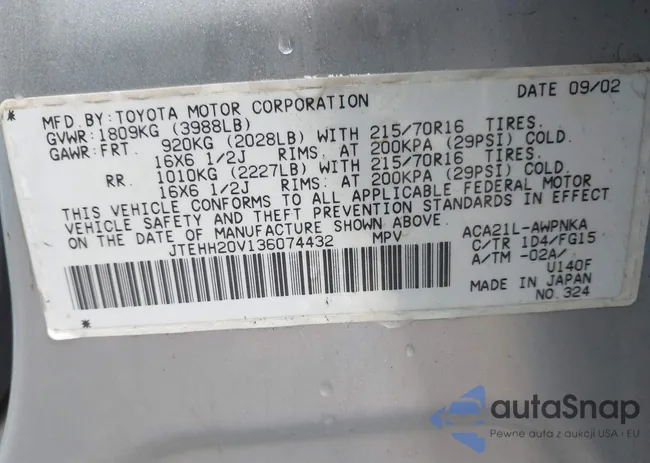 MFD. BY: TOYOTA MOTOR CORPORATION DATE 09/02
GVWR: 1809KG (3988LB)
GAWR: FRT. 920KG (2028LB) WITH 215/70R16 TIRES.
16X6 1/2J RIMS, AT 200KPA (29PSI) COLD.
RR. 1010KG (2227LB) WITH 215/70R16 TIRES.
16X6 1/2J RIMS, AT 200KPA (29PSI) COLD.
THIS VEHICLE CONFORMS TO ALL APPLICABLE FEDERAL MOTOR
VEHICLE SAFETY AND THEFT PREVENTION STANDARDS IN EFFECT
ON THE DATE OF MANUFACTURE SHOWN ABOVE.
JTEHH20V136074432 MPV
ACA21L-AWPNKA
C/TR 1D4/FG15
A/TM -02A/
U140F
MADE IN JAPAN
NO.324
autoSnap
Pewne auta z aukcji USA i EU